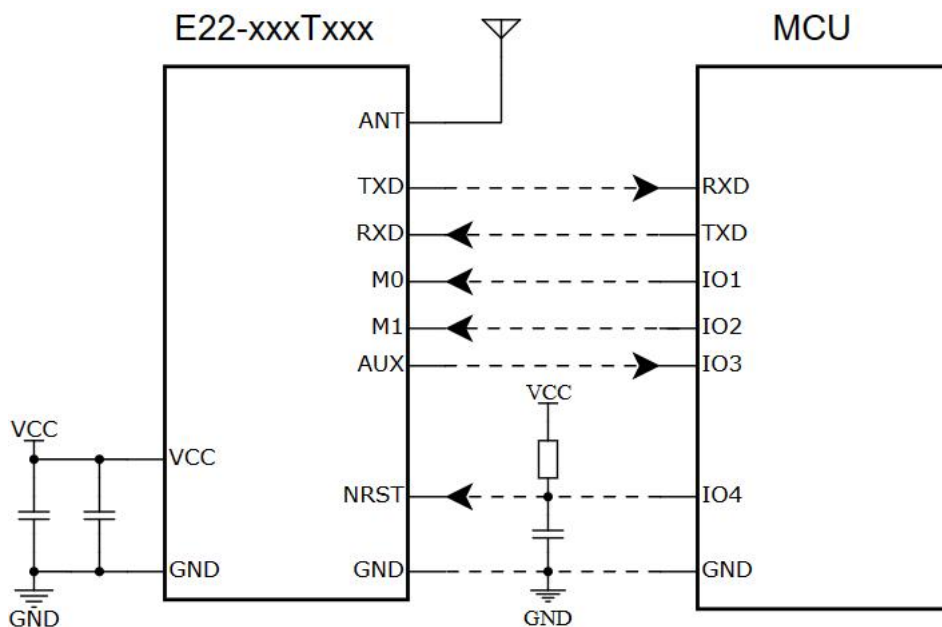 E22-xxxTxxx MCU
ANT
TXD RXD
RXD TXD
M0 IO1
M1 IO2
AUX IO3
VCC
VCC
VCC
NRST IO4
GND GND GND
GND GND